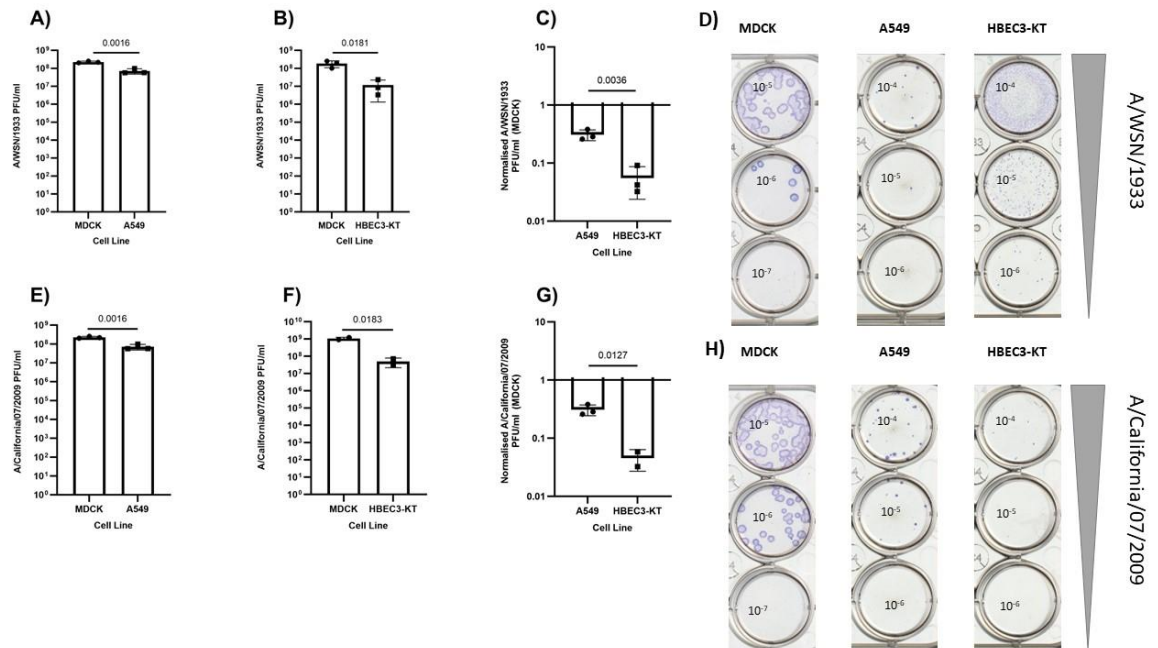 A)
0.0016
A/WSN/1933 PFU/ml
10⁹
10⁸
10⁷
10⁶
10⁵
10⁴
10³
10²
10¹
10⁰
MDCK A549
Cell Line
B)
0.0181
A/WSN/1933 PFU/ml
10⁹
10⁸
10⁷
10⁶
10⁵
10⁴
10³
10²
10¹
10⁰
MDCK HBEC3-KT
Cell Line
C)
0.0036
Normalised A/WSN/1933
PFU/ml (MDCK)
10
1
0.1
0.01
A549 HBEC3-KT
Cell Line
D)
MDCK A549 HBEC3-KT
10⁻⁵ 10⁻⁴ 10⁻⁴
10⁻⁶ 10⁻⁵ 10⁻⁵
10⁻⁷ 10⁻⁶ 10⁻⁶
A/WSN/1933
E)
0.0016
A/California/07/2009 PFU/ml
10⁹
10⁸
10⁷
10⁶
10⁵
10⁴
10³
10²
10¹
10⁰
MDCK A549
Cell Line
F)
0.0183
A/California/07/2009 PFU/ml
10¹⁰
10⁹
10⁸
10⁷
10⁶
10⁵
10⁴
10³
10²
10¹
10⁰
MDCK HBEC3-KT
Cell Line
G)
0.0127
Normalised A/California/07/2009
PFU/ml (MDCK)
10
1
0.1
0.01
A549 HBEC3-KT
Cell Line
H)
MDCK A549 HBEC3-KT
10⁻⁵ 10⁻⁴ 10⁻⁴
10⁻⁶ 10⁻⁵ 10⁻⁵
10⁻⁷ 10⁻⁶ 10⁻⁶
A/California/07/2009